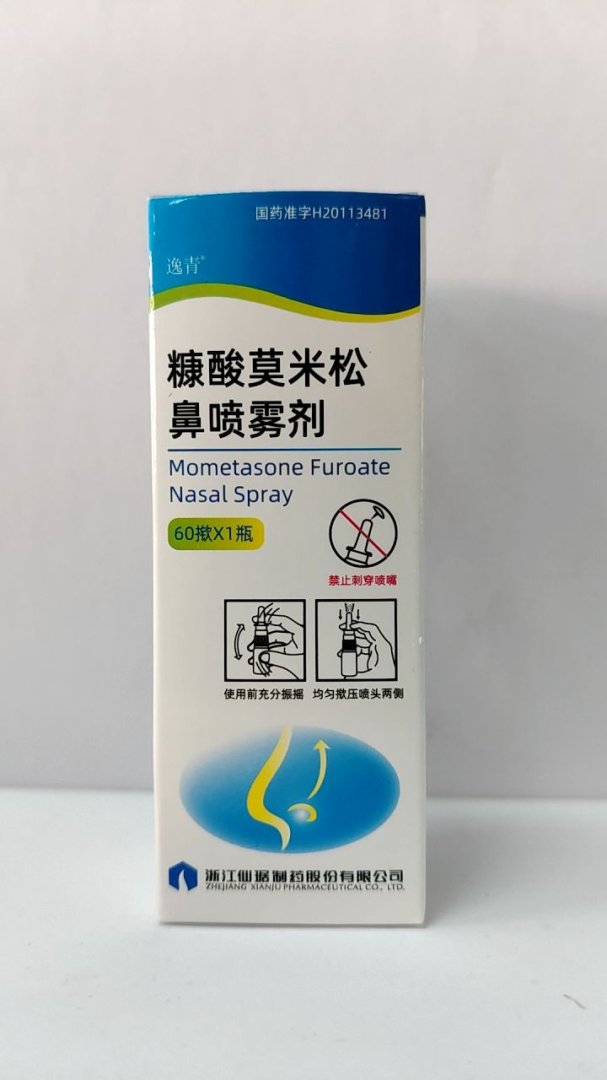 国药准字H20113481
逸青®
糠酸莫米松
鼻喷雾剂
Mometasone Furoate
Nasal Spray
60揿X1瓶
禁止刺穿喷嘴
使用前充分振摇 均匀揿压喷头两侧
浙江仙琚制药股份有限公司
ZHEJIANG XIANJU PHARMACEUTICAL CO., LTD.